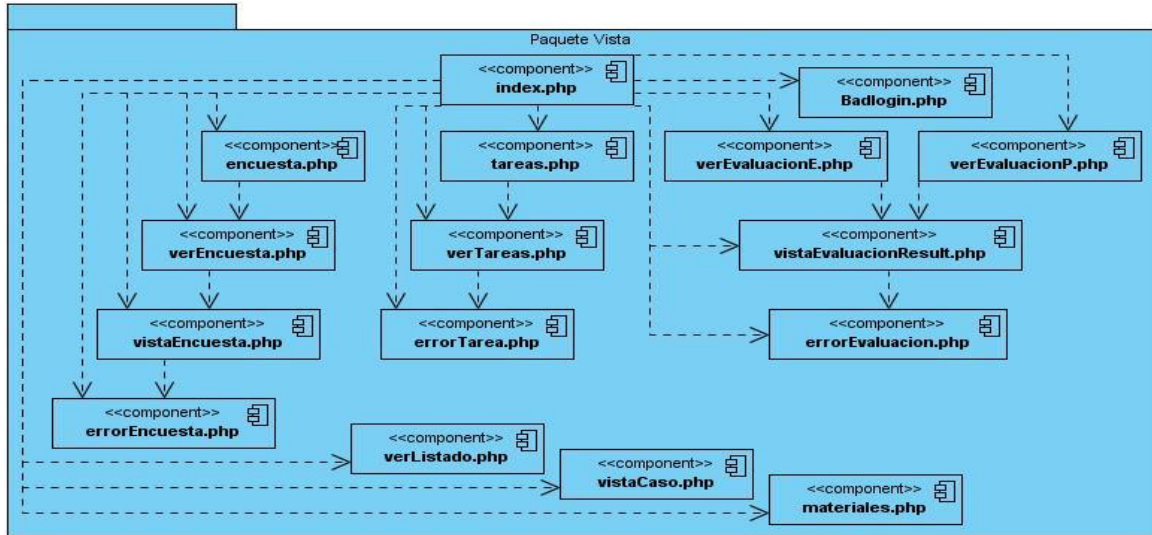 Paquete Vista
<<component>>
index.php
<<component>>
Badlogin.php
<<component>>
encuesta.php
<<component>>
tareas.php
<<component>>
verEvaluacionE.php
<<component>>
verEvaluacionP.php
<<component>>
verEncuesta.php
<<component>>
verTareas.php
<<component>>
vistaEvaluacionResult.php
<<component>>
vistaEncuesta.php
<<component>>
errorTarea.php
<<component>>
errorEvaluacion.php
<<component>>
errorEncuesta.php
<<component>>
verListado.php
<<component>>
vistaCaso.php
<<component>>
materiales.php